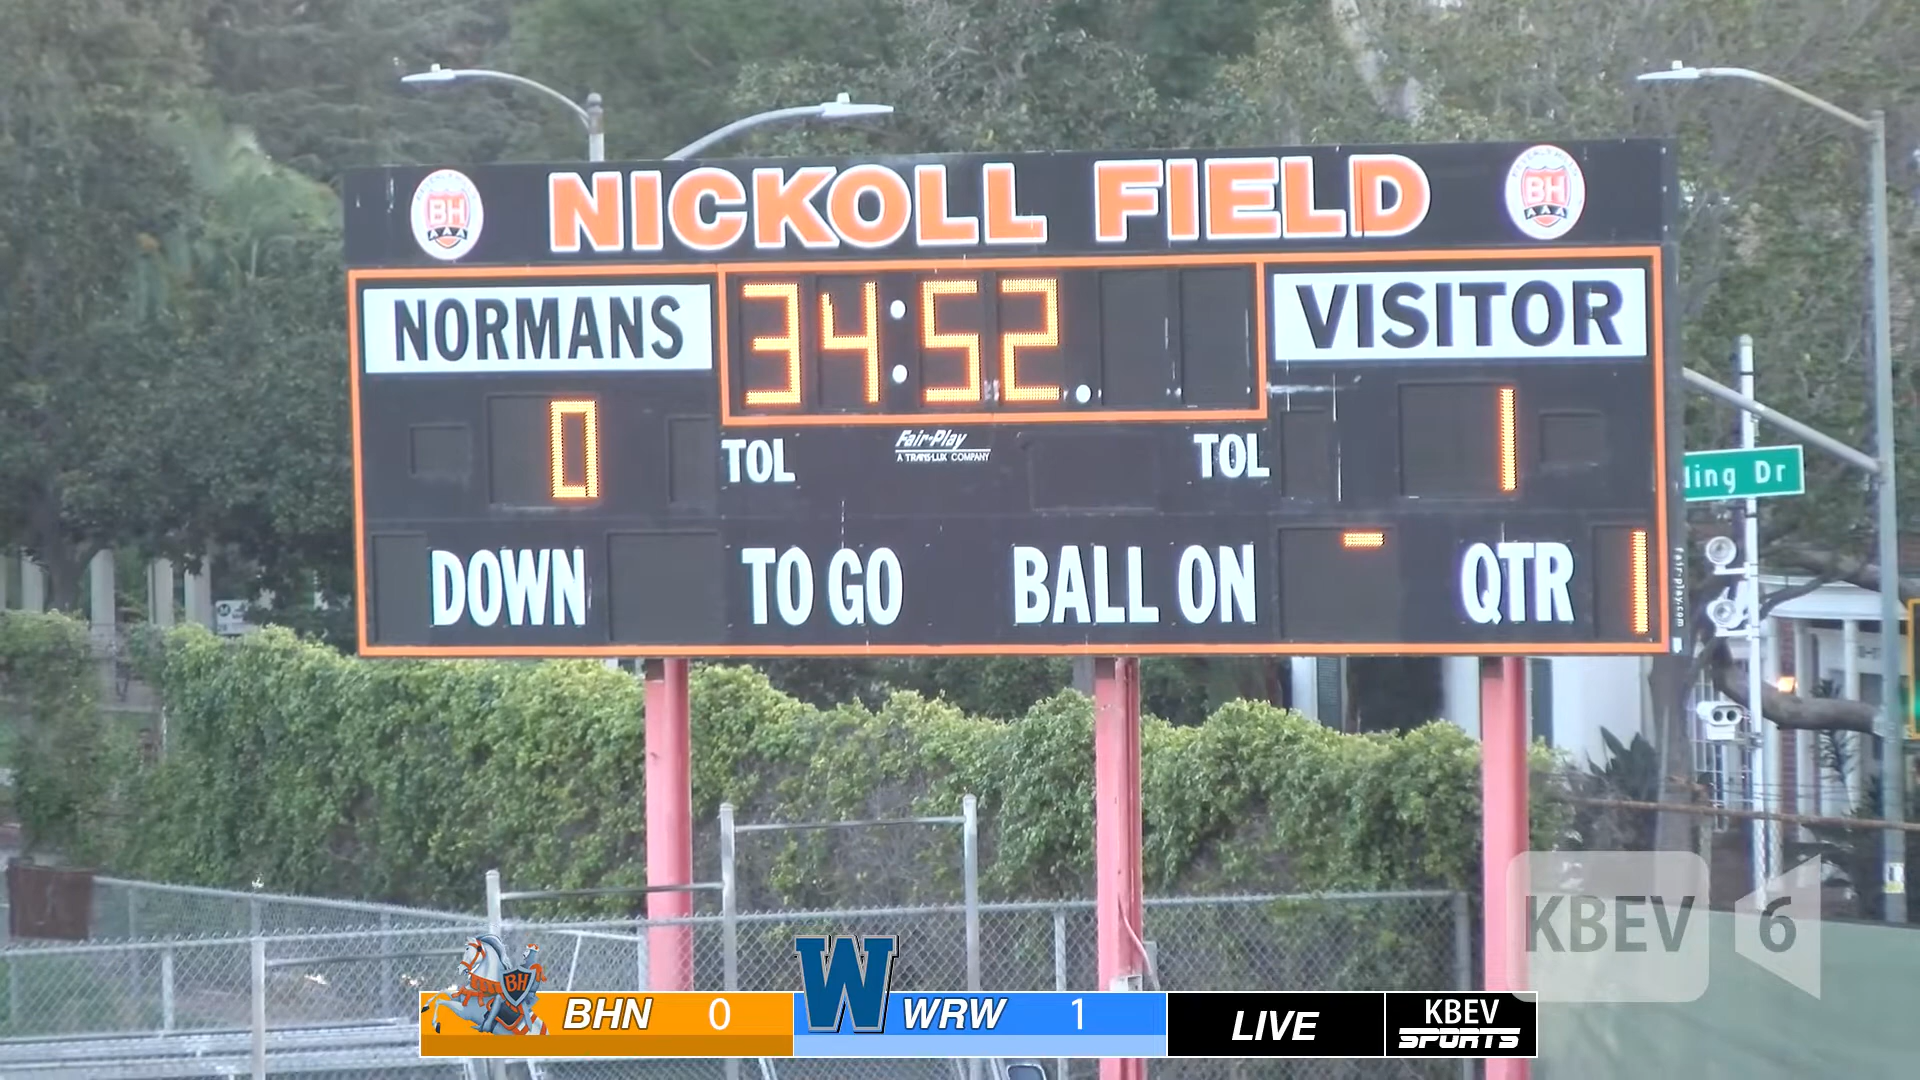 NICKOLL FIELD
BH
AAA
BH
AAA
NORMANS
34:52
VISITOR
0
TOL
Fair-Play
A TRANS-LUX COMPANY
TOL
1
DOWN
TO GO
BALL ON
QTR
1
fair-play.com
ling Dr
KBEV 6
BH
BHN 0
W
WRW 1
LIVE
KBEV
SPORTS